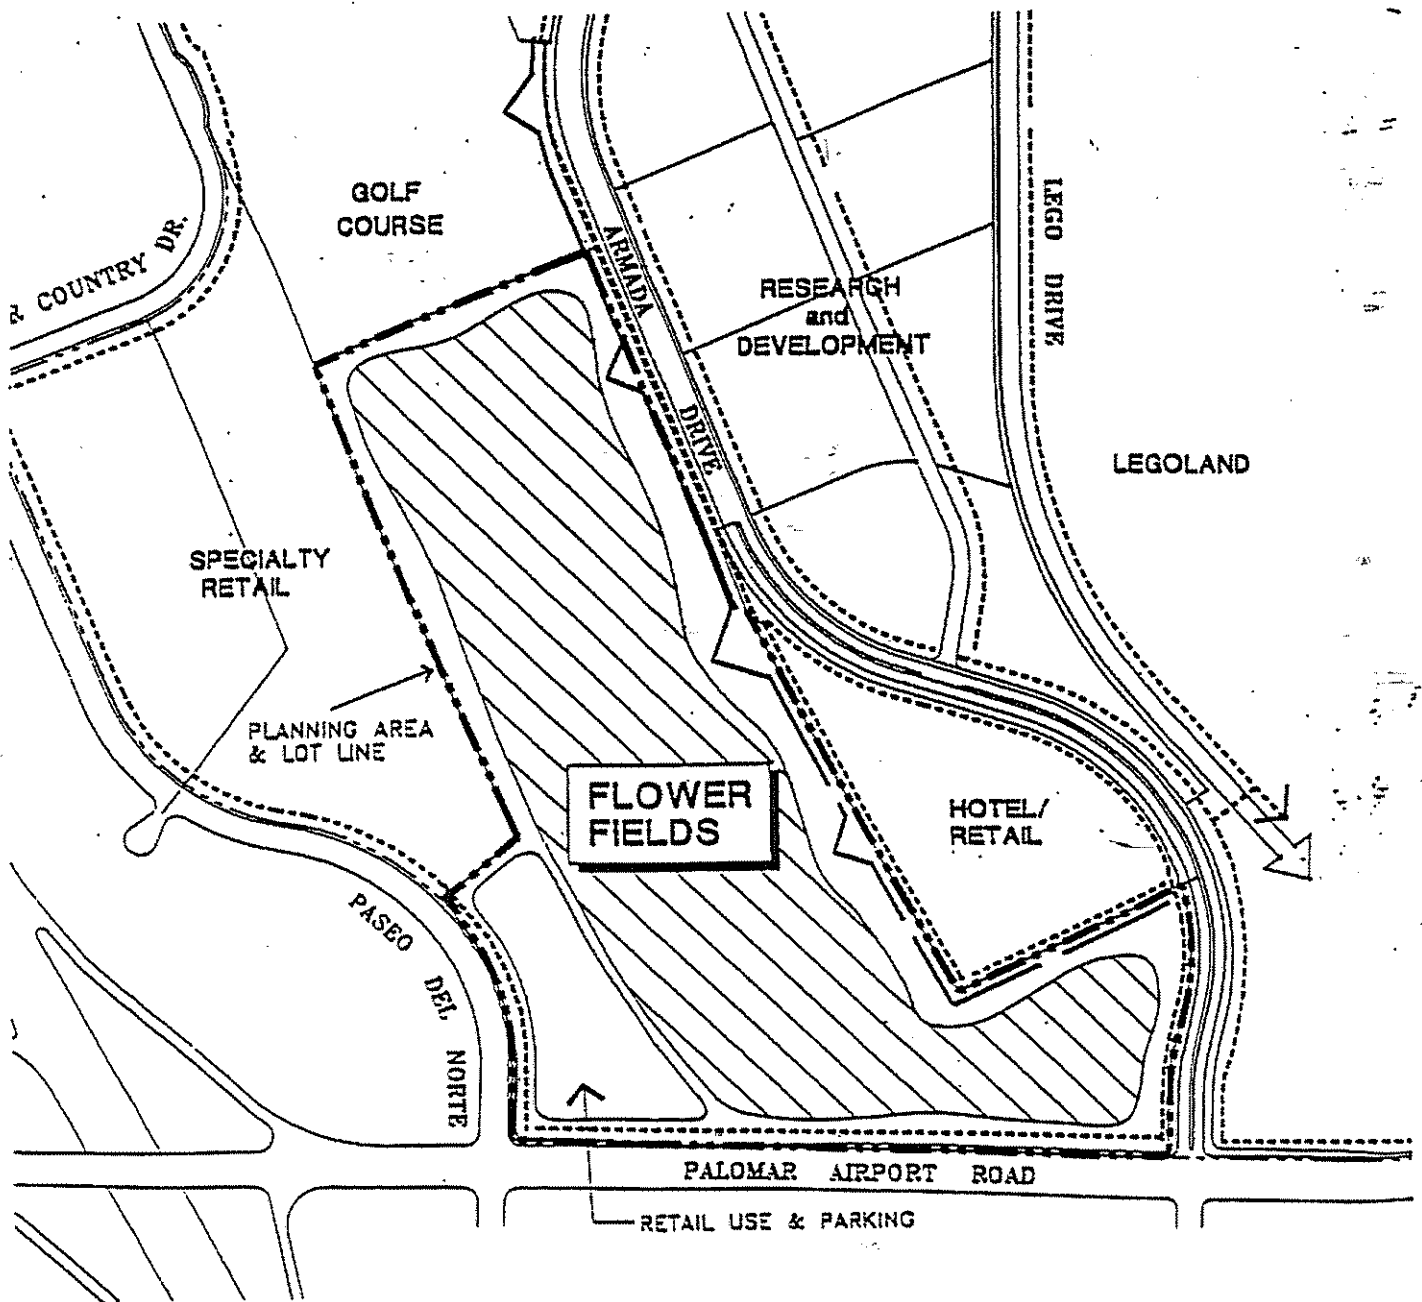 GOLF
COURSE
R COUNTRY DR.
ARMADA
DRIVE
LEGO DRIVE
RESEARCH
and
DEVELOPMENT
LEGOLAND
SPECIALTY
RETAIL
PLANNING AREA
& LOT LINE
FLOWER
FIELDS
HOTEL/
RETAIL
PASEO DEL NORTE
PALOMAR AIRPORT ROAD
RETAIL USE & PARKING